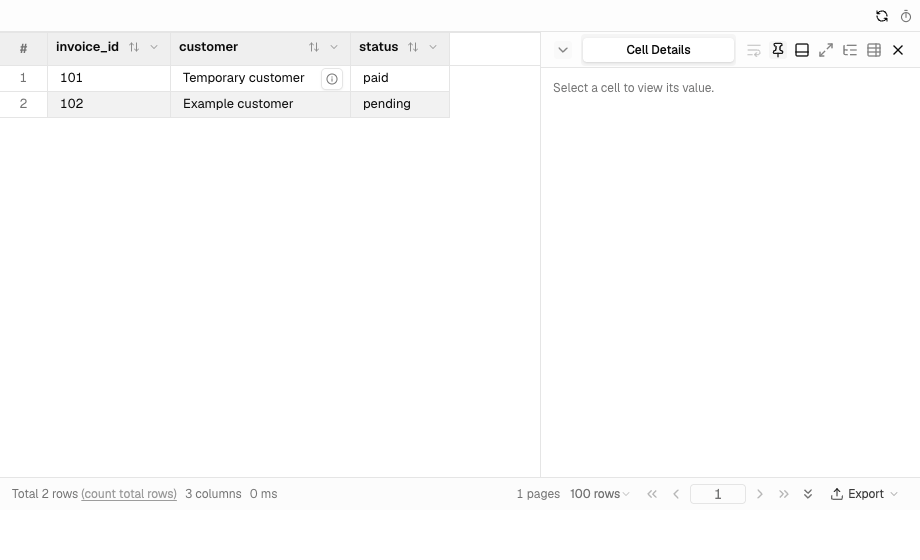 # invoice_id customer status
Cell Details
1 101 Temporary customer paid
2 102 Example customer pending
Select a cell to view its value.
Total 2 rows (count total rows) 3 columns 0 ms 1 pages 100 rows 1 Export